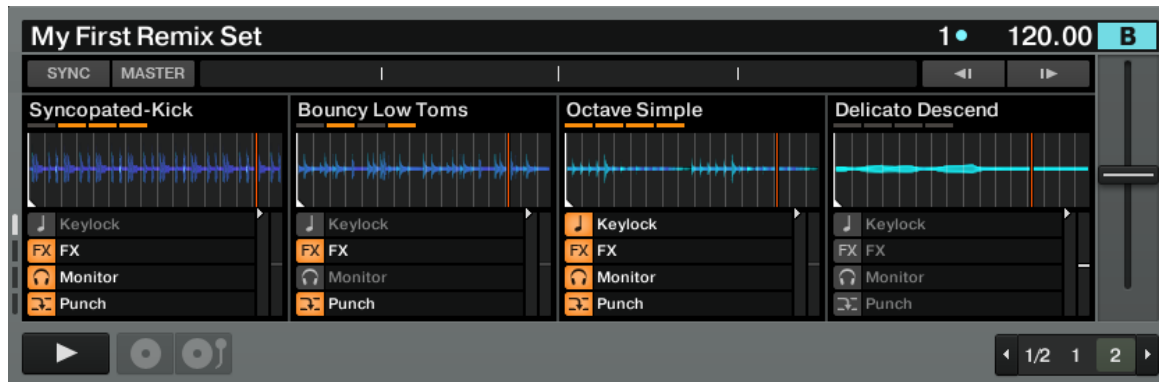 My First Remix Set 1 120.00 B
SYNC MASTER
Syncopated-Kick Bouncy Low Toms Octave Simple Delicato Descend
Keylock Keylock Keylock Keylock
FX FX FX FX FX FX FX FX
Monitor Monitor Monitor Monitor
Punch Punch Punch Punch
1/2 1 2